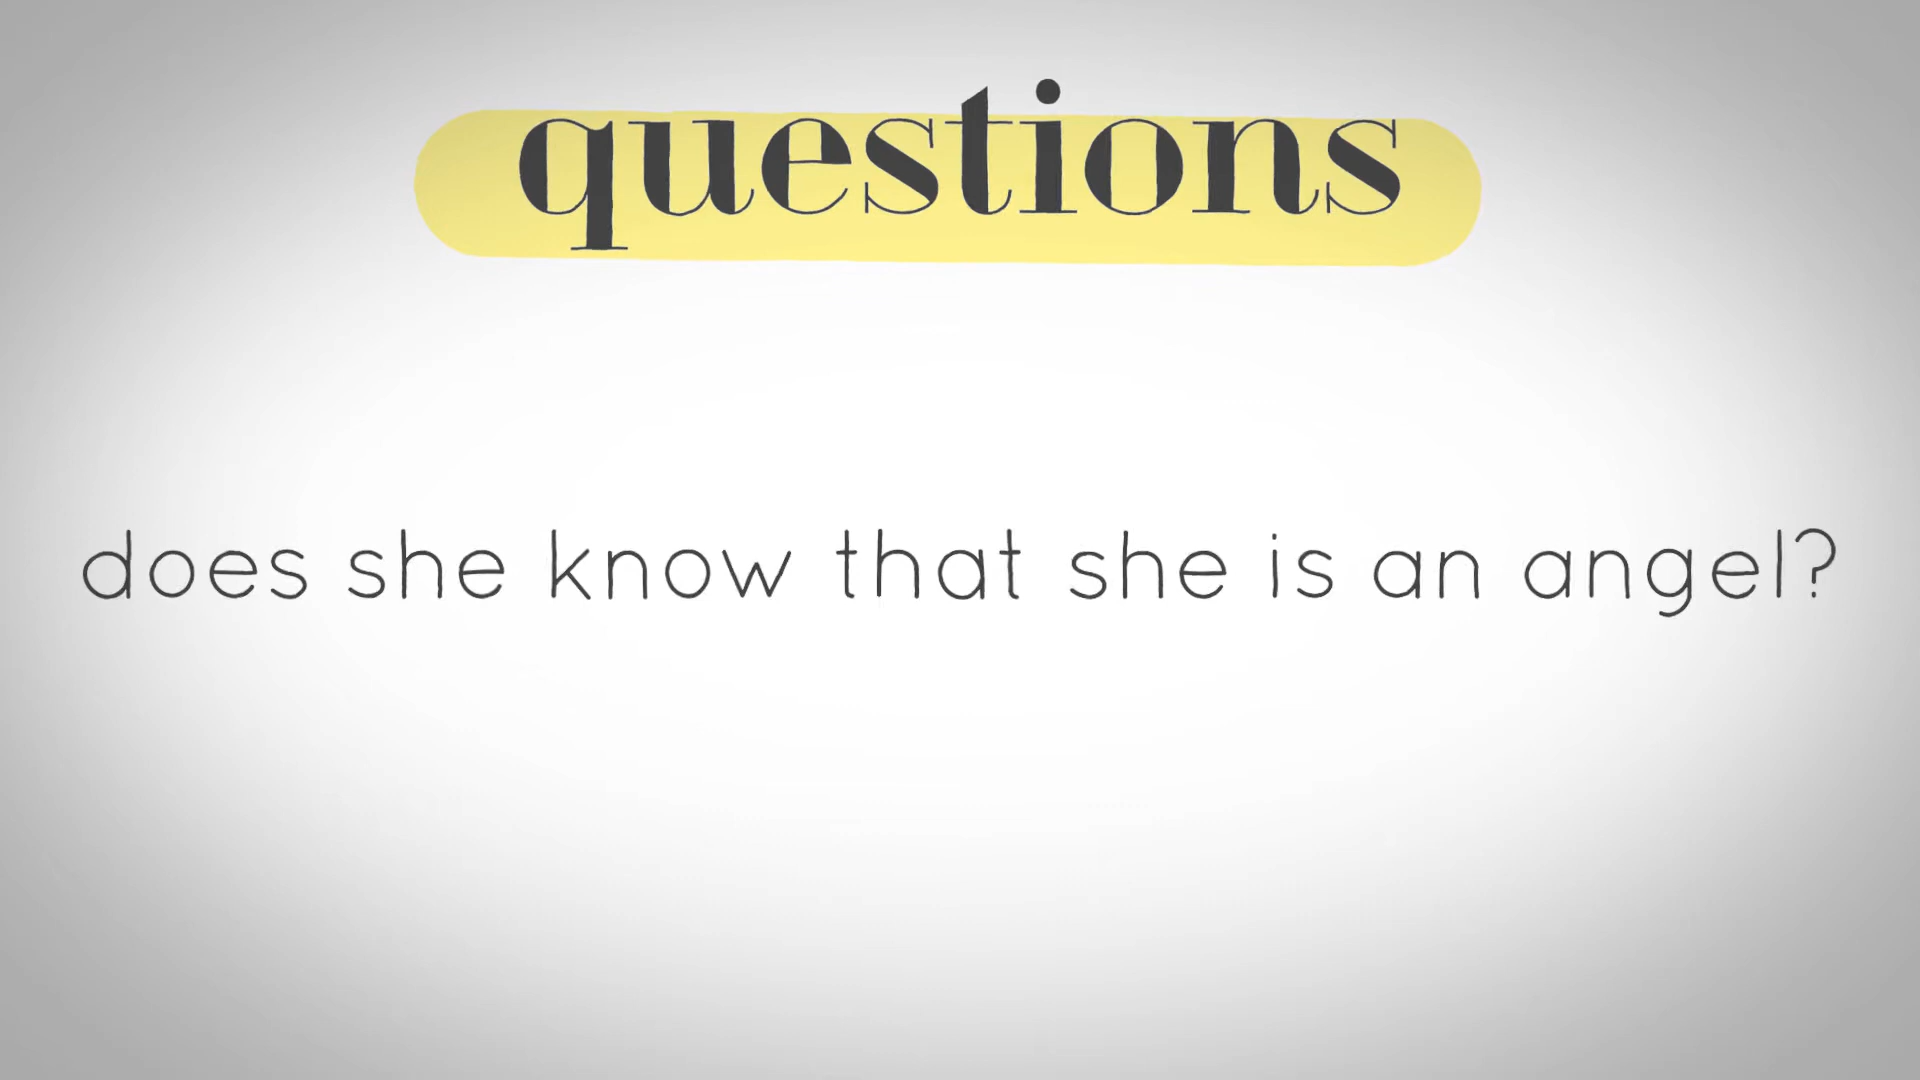 questions
does she know that she is an angel?